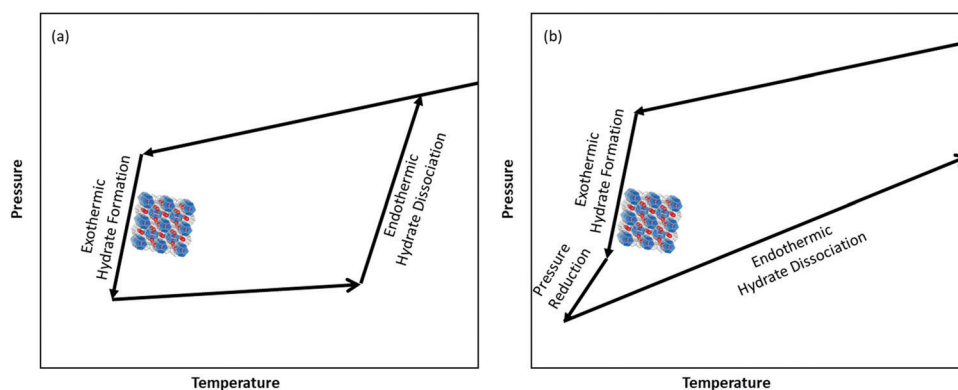 (a)
Pressure
Exothermic
Hydrate Formation
Endothermic
Hydrate Dissociation
Temperature
(b)
Pressure
Exothermic
Hydrate Formation
Pressure
Reduction
Endothermic
Hydrate Dissociation
Temperature